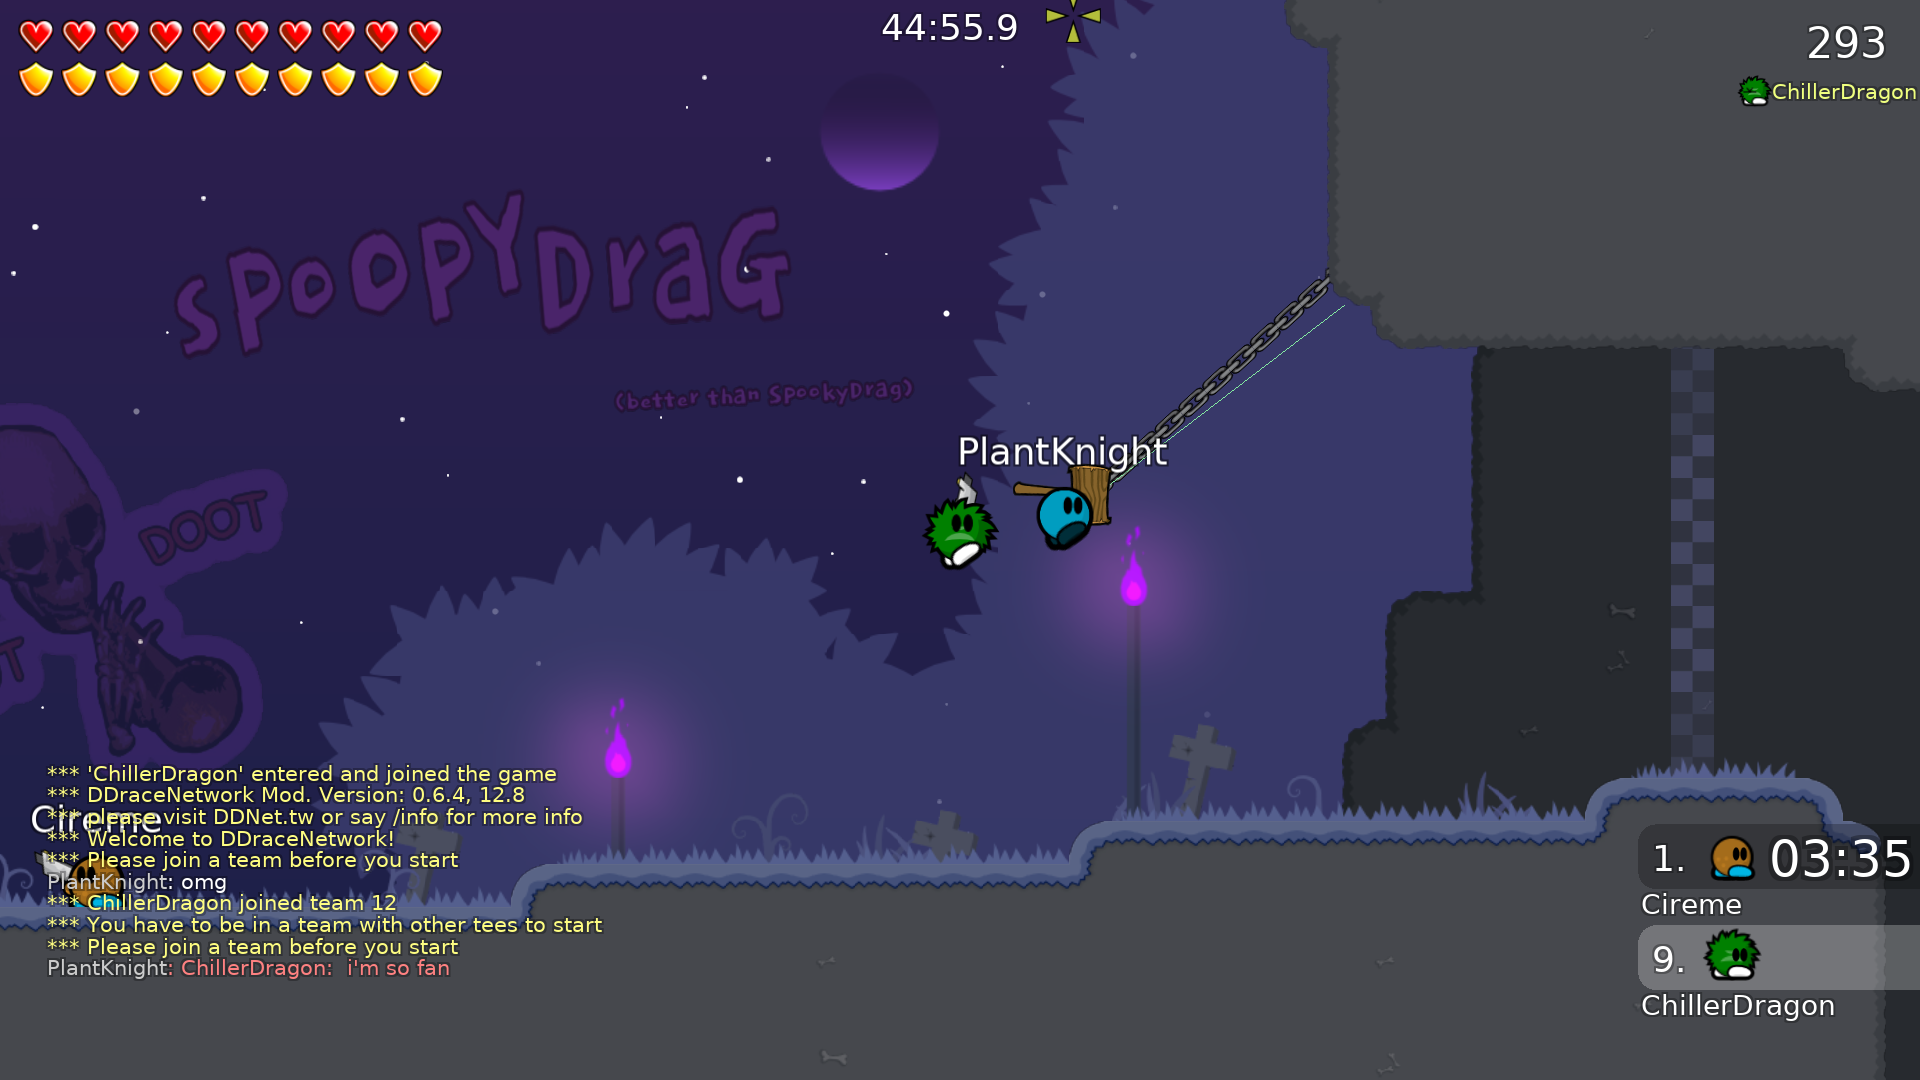 44:55.9
293
ChillerDragon
SPOOPYDRAG
(better than SpookyDrag)
PlantKnight
DOOT
*** 'ChillerDragon' entered and joined the game
*** DDraceNetwork Mod. Version: 0.6.4, 12.8
*** please visit DDNet.tw or say /info for more info
Cireme
*** Welcome to DDraceNetwork!
*** Please join a team before you start
PlantKnight: omg
*** ChillerDragon joined team 12
*** You have to be in a team with other tees to start
*** Please join a team before you start
PlantKnight: ChillerDragon: i'm so fan
1. 03:35
Cireme
9.
ChillerDragon